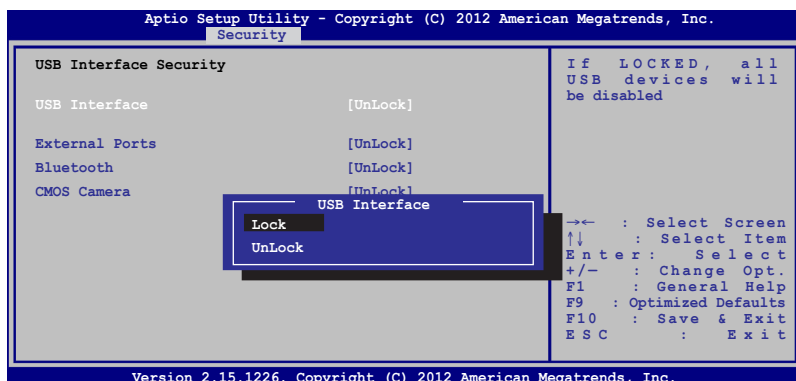 Aptio Setup Utility - Copyright (C) 2012 American Megatrends, Inc.
Security
USB Interface Security
USB Interface [UnLock]
External Ports [UnLock]
Bluetooth [UnLock]
CMOS Camera [UnLock]
USB Interface
Lock
UnLock
If LOCKED, all
USB devices will
be disabled
→← : Select Screen
↑↓ : Select Item
Enter: Select
+/— : Change Opt.
F1 : General Help
F9 : Optimized Defaults
F10 : Save & Exit
ESC : Exit
Version 2.15.1226. Copyright (C) 2012 American Megatrends, Inc.